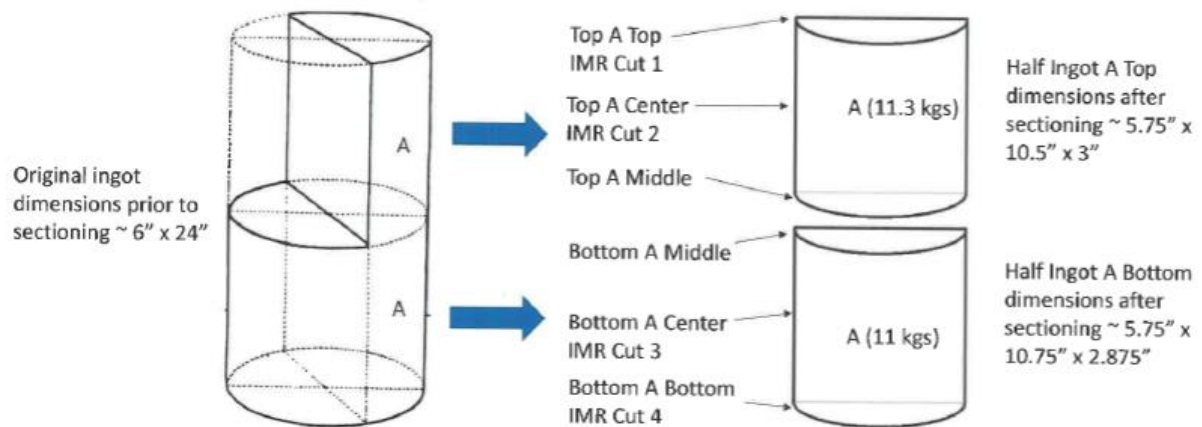 Original ingot
dimensions prior to
sectioning ~ 6" x 24"
A
A
Top A Top
IMR Cut 1
Top A Center
IMR Cut 2
Top A Middle
Bottom A Middle
Bottom A Center
IMR Cut 3
Bottom A Bottom
IMR Cut 4
A (11.3 kgs)
A (11 kgs)
Half Ingot A Top
dimensions after
sectioning ~ 5.75" x
10.5" x 3"
Half Ingot A Bottom
dimensions after
sectioning ~ 5.75" x
10.75" x 2.875"